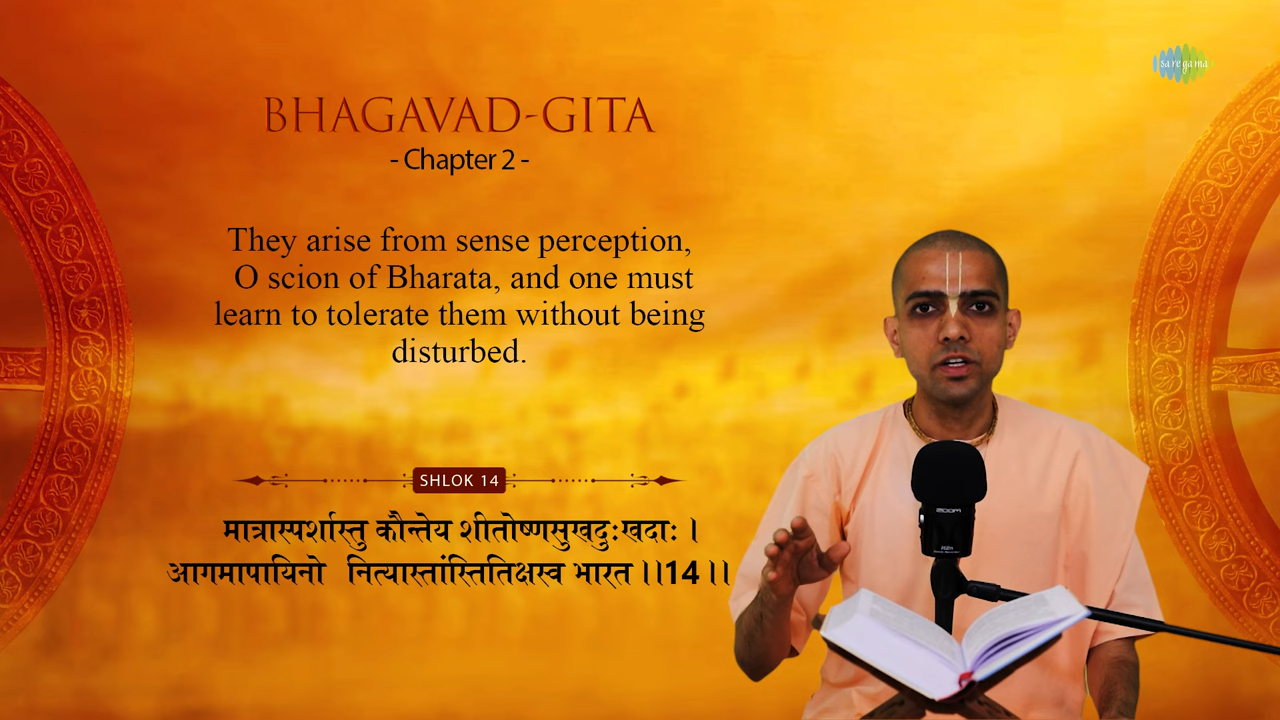 saregama
BHAGAVAD-GITA
- Chapter 2 -
They arise from sense perception,
O scion of Bharata, and one must
learn to tolerate them without being
disturbed.
SHLOK 14
मात्रास्पर्शास्तु कौन्तेय शीतोष्णसुखदुःखदाः ।
आगमापायिनो नित्यास्तांस्तितिक्षस्व भारत ।।14।।
ZOOM